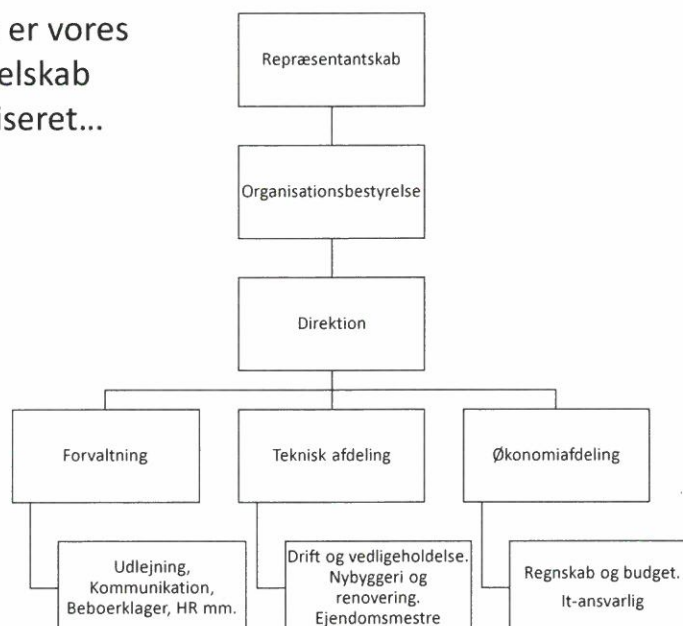 er vores
elskab
iseret...
Repræsentantskab
Organisationsbestyrelse
Direktion
Forvaltning
Teknisk afdeling
Økonomiafdeling
Udlejning,
Kommunikation,
Beboerklager, HR mm.
Drift og vedligeholdelse.
Nybyggeri og
renovering.
Ejendomsmestre
Regnskab og budget.
It-ansvarlig